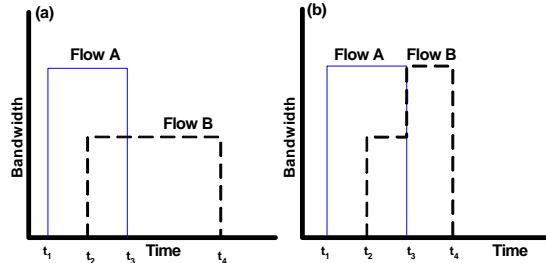 (a)
Flow A
Flow B
Bandwidth
t1 t2 t3 Time t4
(b)
Flow A Flow B
Bandwidth
t1 t2 t3 t4 Time